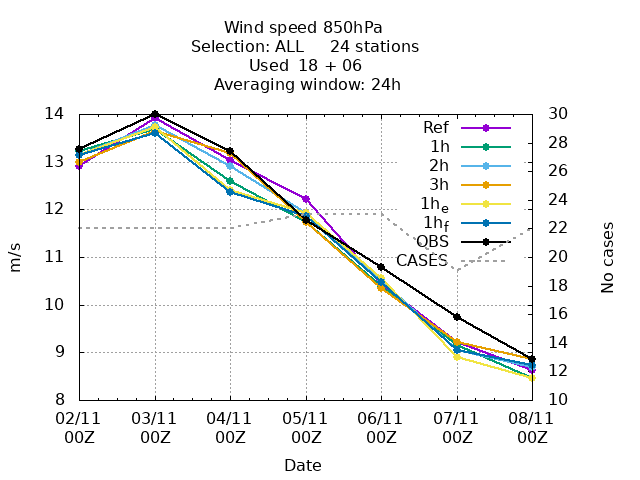 Wind speed 850hPa
Selection: ALL 24 stations
Used 18 + 06
Averaging window: 24h
14
13
12
11
10
9
8
m/s
30
28
26
24
22
20
18
16
14
12
10
No cases
Ref
1h
2h
3h
1he
1hf
OBS
CASES
02/11 03/11 04/11 05/11 06/11 07/11 08/11
00Z 00Z 00Z 00Z 00Z 00Z 00Z
Date